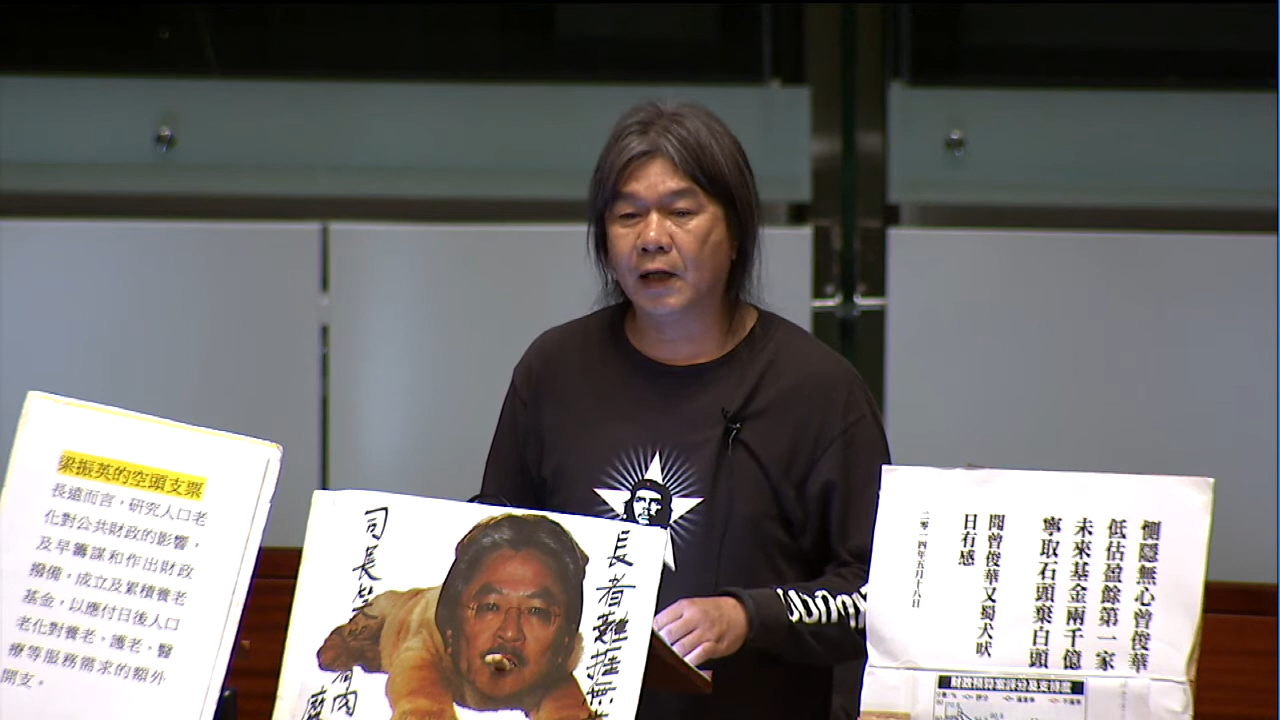 梁振英的空頭支票
長遠而言，研究人口老
化對公共財政的影響，
及早籌謀和作出財政
撥備，成立及累積養老
基金，以應付日後人口
老化對養老，護老，醫
療等服務需求的額外
開支。
長者難捱無
司長
惻隱無心曾俊華
低估盈餘第一家
未來基金兩千億
寧取石頭棄白頭
聞曾俊華又蜀犬吠
日有感
二零一四年五月十八日
財政預算案評分及支持度